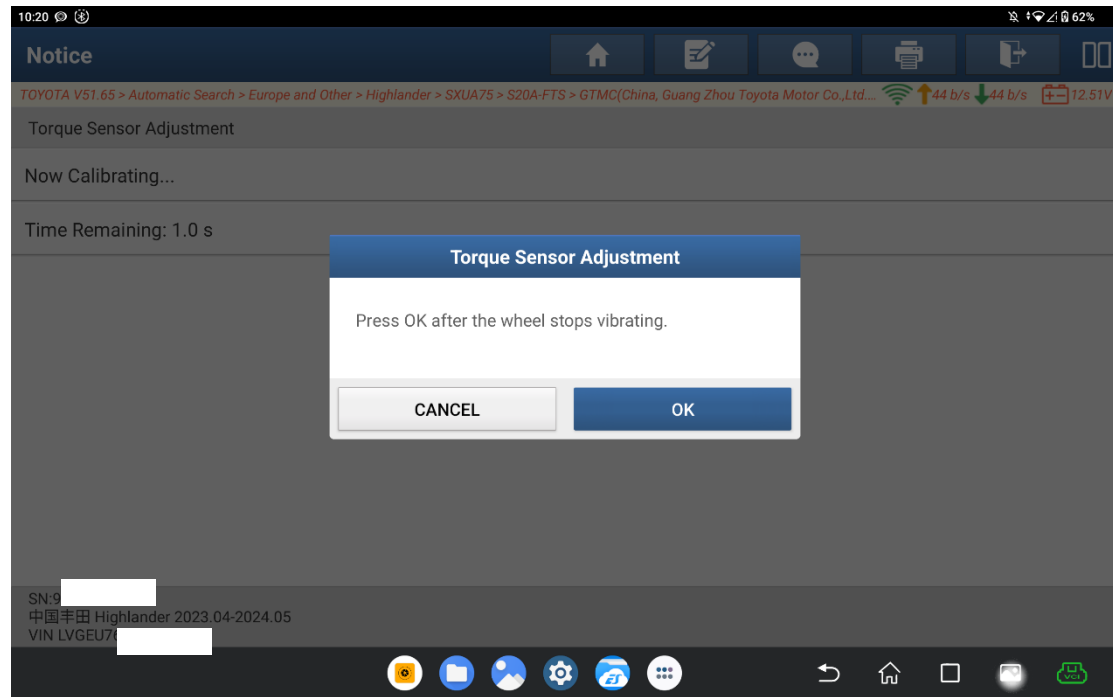 10:20 62%
Notice
TOYOTA V51.65 > Automatic Search > Europe and Other > Highlander > SXUA75 > S20A-FTS > GTMC(China, Guang Zhou Toyota Motor Co.,Ltd.... 44 b/s 44 b/s 12.51V
Torque Sensor Adjustment
Now Calibrating...
Time Remaining: 1.0 s
Torque Sensor Adjustment
Press OK after the wheel stops vibrating.
CANCEL OK
SN:9
中国丰田 Highlander 2023.04-2024.05
VIN LVGEU7
VCI